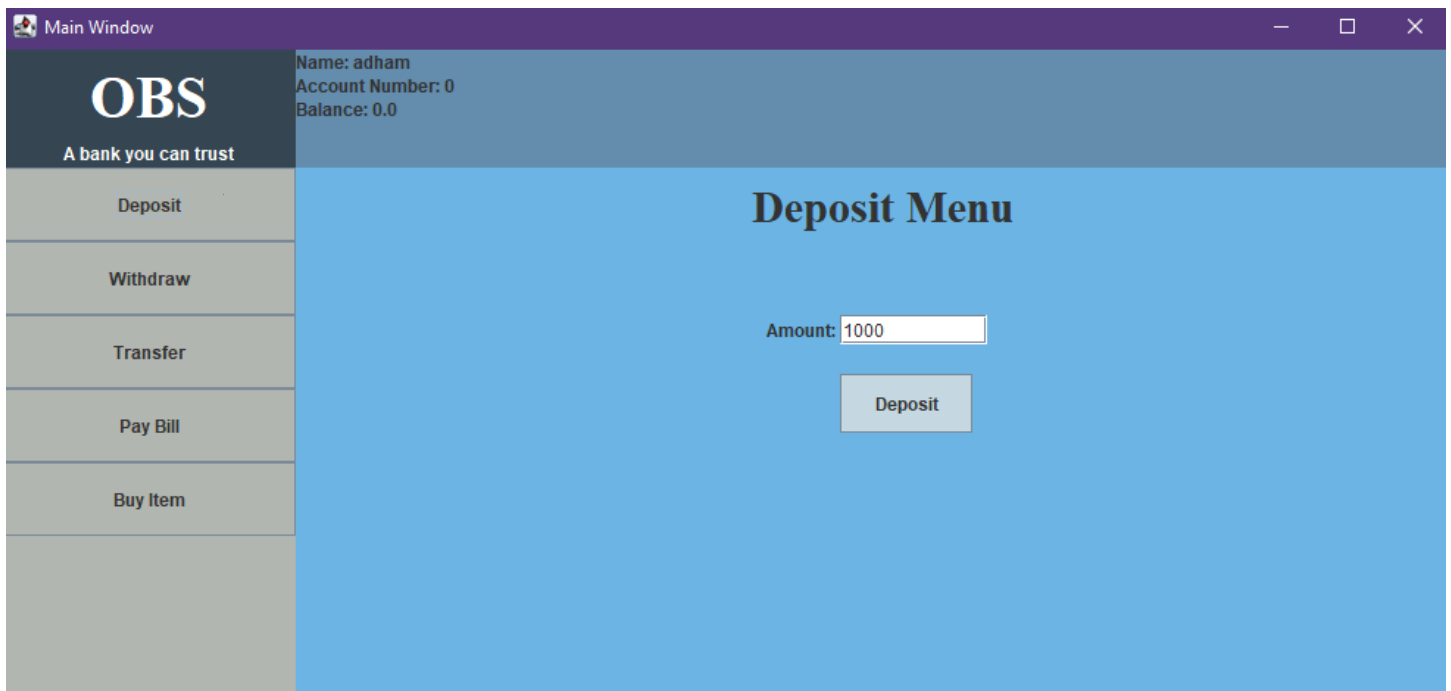 Main Window
OBS
A bank you can trust
Name: adham
Account Number: 0
Balance: 0.0
Deposit
Withdraw
Transfer
Pay Bill
Buy Item
Deposit Menu
Amount: 1000
Deposit